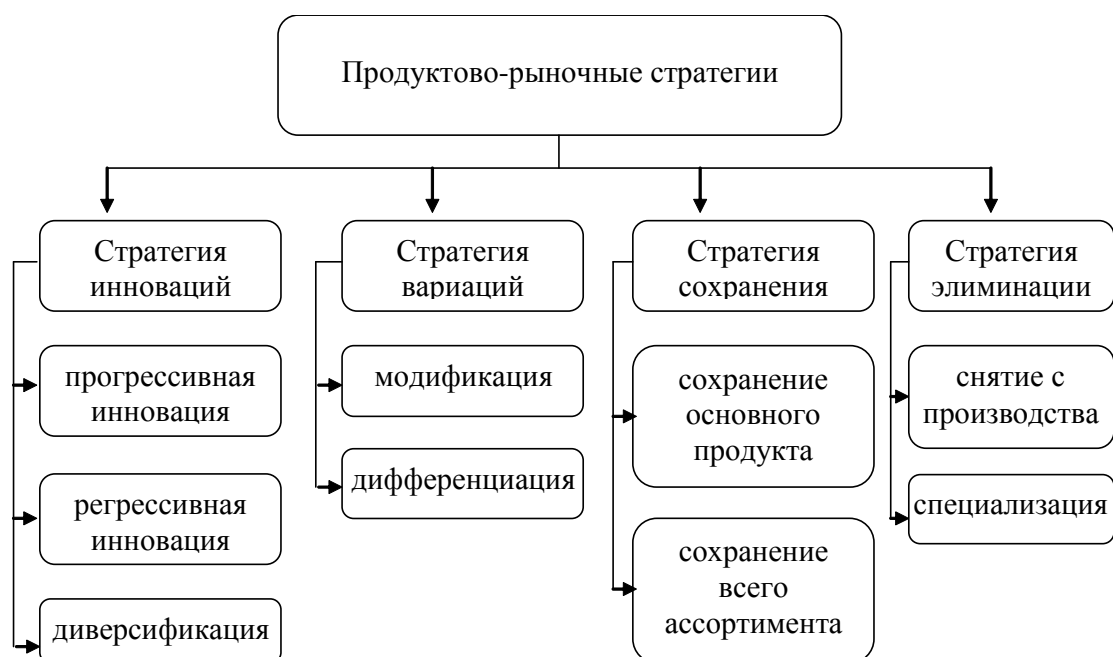 Продуктово-рыночные стратегии
Стратегия
инноваций
прогрессивная
инновация
регрессивная
инновация
диверсификация
Стратегия
вариаций
модификация
дифференциация
Стратегия
сохранения
сохранение
основного
продукта
сохранение
всего
ассортимента
Стратегия
элиминации
снятие с
производства
специализация